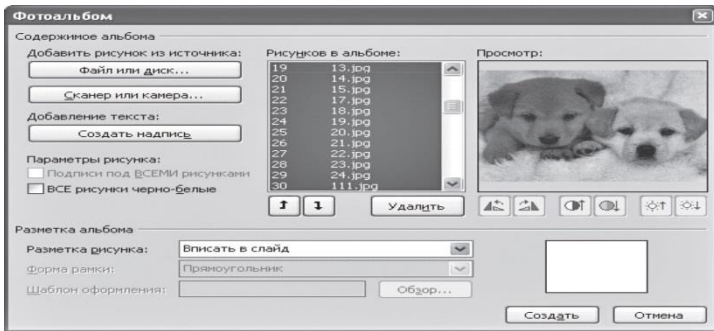 Фотоальбом
Содержимое альбома
Добавить рисунок из источника:
Файл или диск...
Сканер или камера...
Добавление текста:
Создать надпись
Параметры рисунка:
Подписи под ВСЕМИ рисунками
ВСЕ рисунки черно-белые
Рисунков в альбоме:
19 13.jpg
20 14.jpg
21 15.jpg
22 17.jpg
23 18.jpg
24 19.jpg
25 20.jpg
26 21.jpg
27 22.jpg
28 23.jpg
29 24.jpg
30 111.jpg
Удалить
Просмотр:
Разметка альбома
Разметка рисунка: Вписать в слайд
Форма рамки: Прямоугольник
Шаблон оформления: Обзор...
Создать Отмена